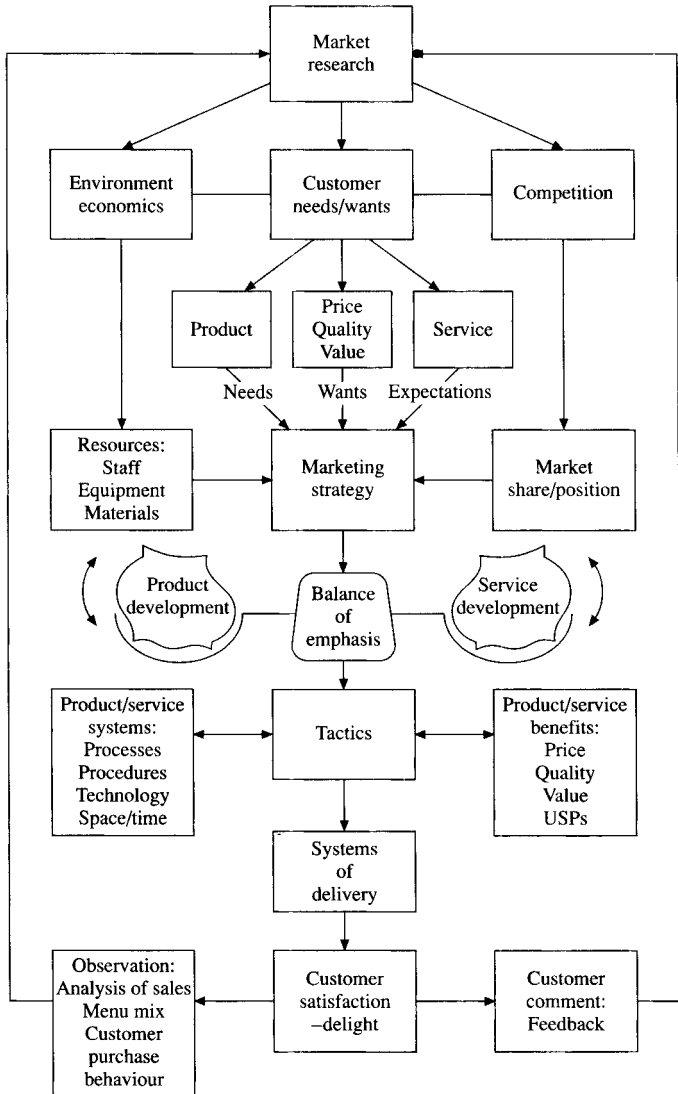 Market
research
Environment
economics
Customer
needs/wants
Competition
Product
Price
Quality
Value
Service
Needs
Wants
Expectations
Resources:
Staff
Equipment
Materials
Marketing
strategy
Market
share/position
Product
development
Balance
of
emphasis
Service
development
Product/service
systems:
Processes
Procedures
Technology
Space/time
Tactics
Product/service
benefits:
Price
Quality
Value
USPs
Systems
of
delivery
Observation:
Analysis of sales
Menu mix
Customer
purchase
behaviour
Customer
satisfaction
–delight
Customer
comment:
Feedback